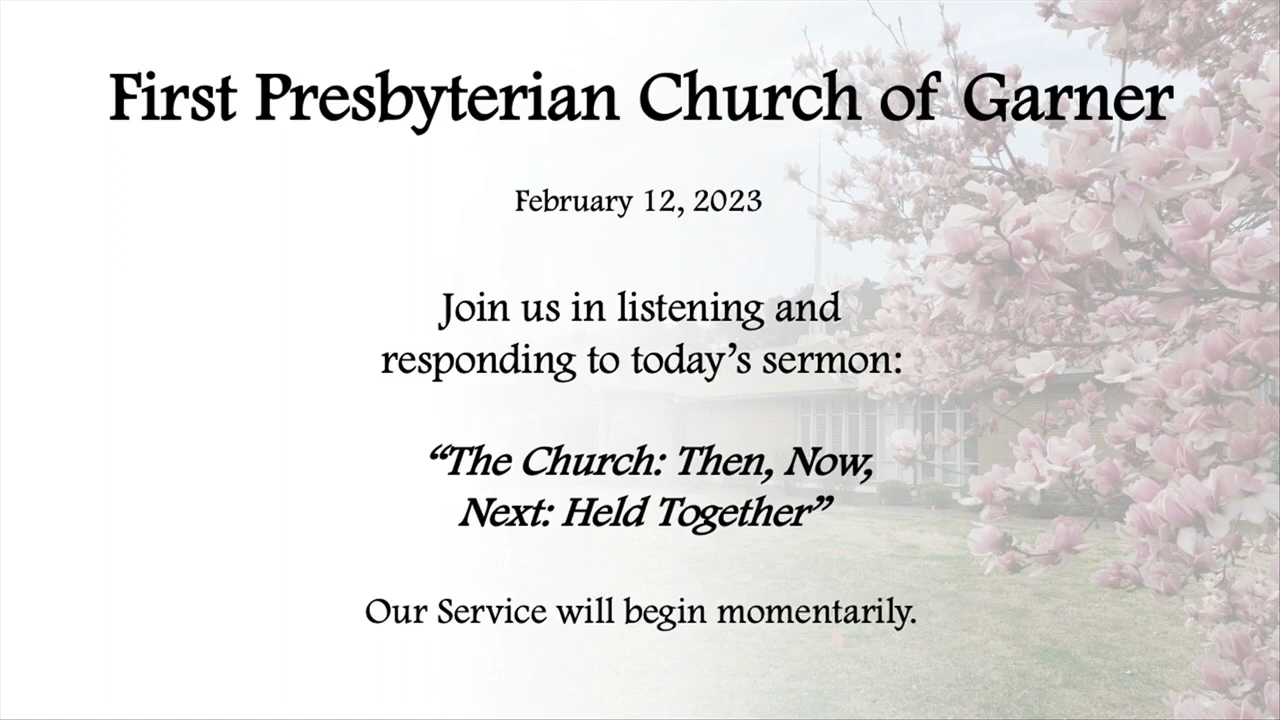 First Presbyterian Church of Garner
February 12, 2023
Join us in listening and
responding to today’s sermon:
“The Church: Then, Now,
Next: Held Together”
Our Service will begin momentarily.